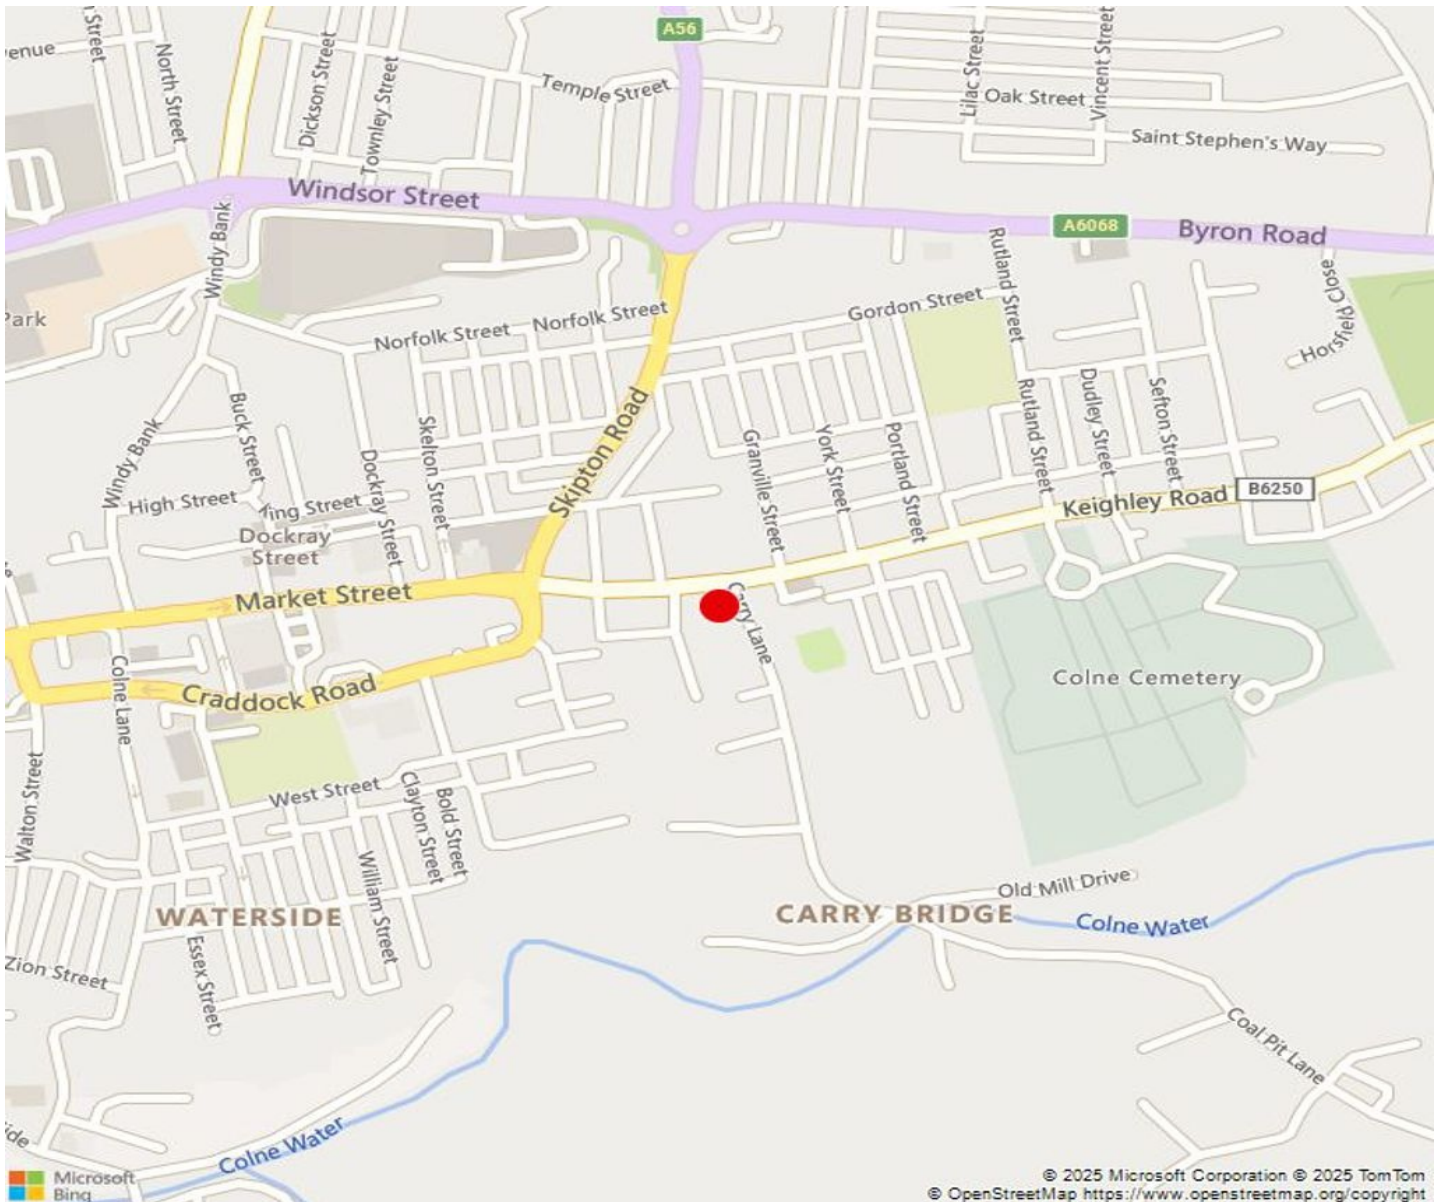 A56
Street
North Street
Dickson Street
Townley Street
Temple Street
Lilac Street
Vincent Street
Oak Street
Saint Stephen's Way
Windsor Street
A6068
Byron Road
Windy Bank
Park
Norfolk Street
Norfolk Street
Gordon Street
Rutland Street
Horsfield Close
Buck Street
Windy Bank
Skelton Street
Skipton Road
Granville Street
York Street
Portland Street
Rutland Street
Dudley Street
Sefton Street
High Street
King Street
Dockray Street
Dockray
Street
Keighley Road
B6250
Market Street
Carry Lane
Colne Lane
Craddock Road
Colne Cemetery
Walton Street
West Street
Clayton Street
Bold Street
William Street
Old Mill Drive
WATERSIDE
CARRY BRIDGE
Colne Water
Zion Street
Essex Street
Coal Pit Lane
Colne Water
Microsoft
Bing
© 2025 Microsoft Corporation © 2025 TomTom
© OpenStreetMap https://www.openstreetmap.org/copyright